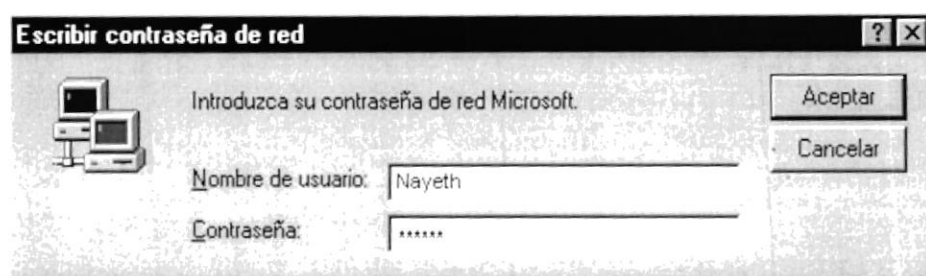 Escribir contraseña de red
Introduzca su contraseña de red Microsoft.
Aceptar
Cancelar
Nombre de usuario: Nayeth
Contraseña: ******